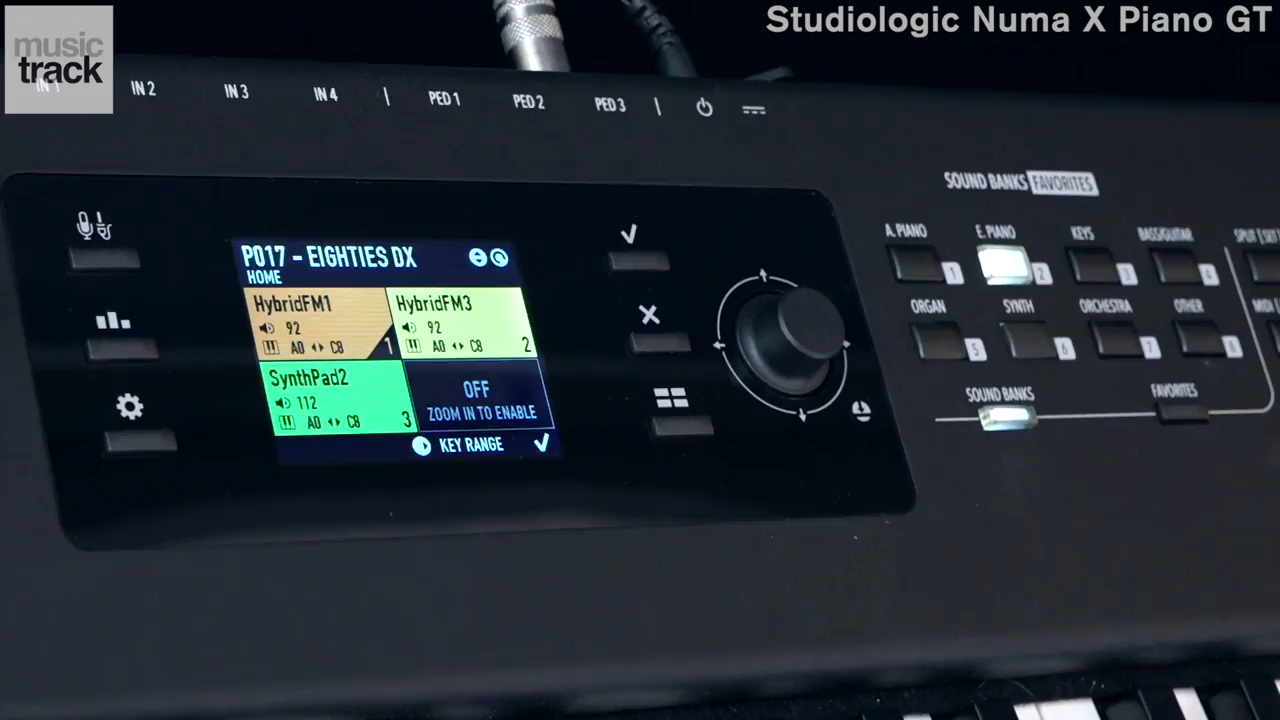 Studiologic Numa X Piano GT
music
track
IN 1
IN 2
IN 3
IN 4
PED 1
PED 2
PED 3
SOUND BANKS FAVORITES
A. PIANO
E. PIANO
KEYS
BASS/GUITAR
1
2
3
4
ORGAN
SYNTH
ORCHESTRA
OTHER
5
6
7
8
SOUND BANKS
FAVORITES
P017 - EIGHTIES DX
HOME
HybridFM1
92
A0 C8
1
HybridFM3
92
A0 C8
2
SynthPad2
112
A0 C8
3
OFF
ZOOM IN TO ENABLE
KEY RANGE